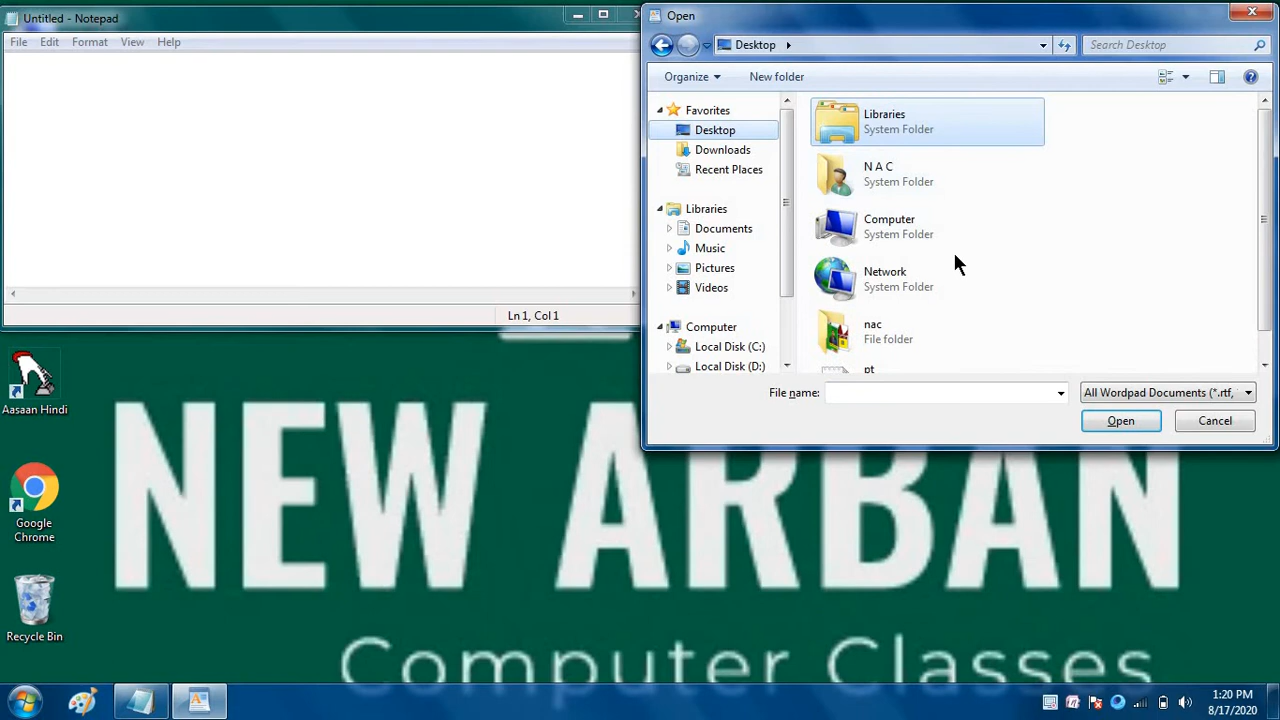 Untitled - Notepad
File Edit Format View Help
Ln 1, Col 1
Open
Desktop
Search Desktop
Organize New folder
Favorites
Desktop
Downloads
Recent Places
Libraries
Documents
Music
Pictures
Videos
Computer
Local Disk (C:)
Local Disk (D:)
Libraries
System Folder
N A C
System Folder
Computer
System Folder
Network
System Folder
nac
File folder
pt
File name:
All Wordpad Documents (*.rtf,
Open Cancel
Aasaan Hindi
Google
Chrome
Recycle Bin
NEW ARBAN
Computer Classes
1:20 PM
8/17/2020